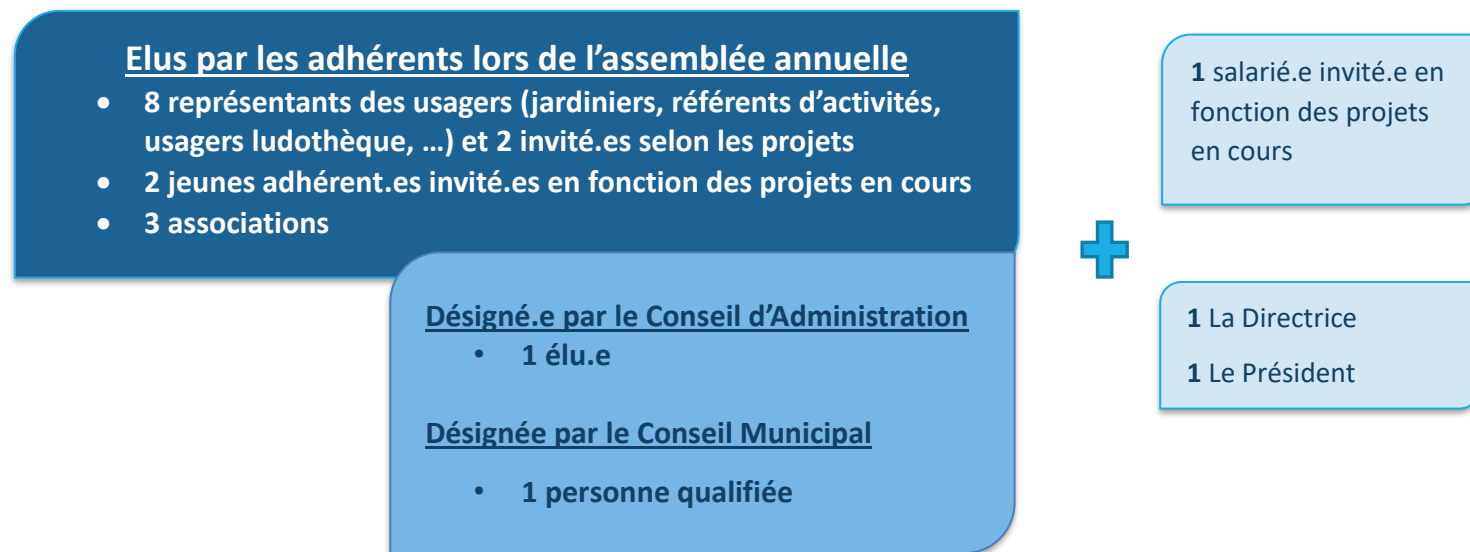 Elus par les adhérents lors de l’assemblée annuelle
• 8 représentants des usagers (jardiniers, référents d’activités,
usagers ludothèque, …) et 2 invité.es selon les projets
• 2 jeunes adhérent.es invité.es en fonction des projets en cours
• 3 associations
Désigné.e par le Conseil d’Administration
• 1 élu.e
Désignée par le Conseil Municipal
• 1 personne qualifiée
1 salarié.e invité.e en
fonction des projets
en cours
1 La Directrice
1 Le Président